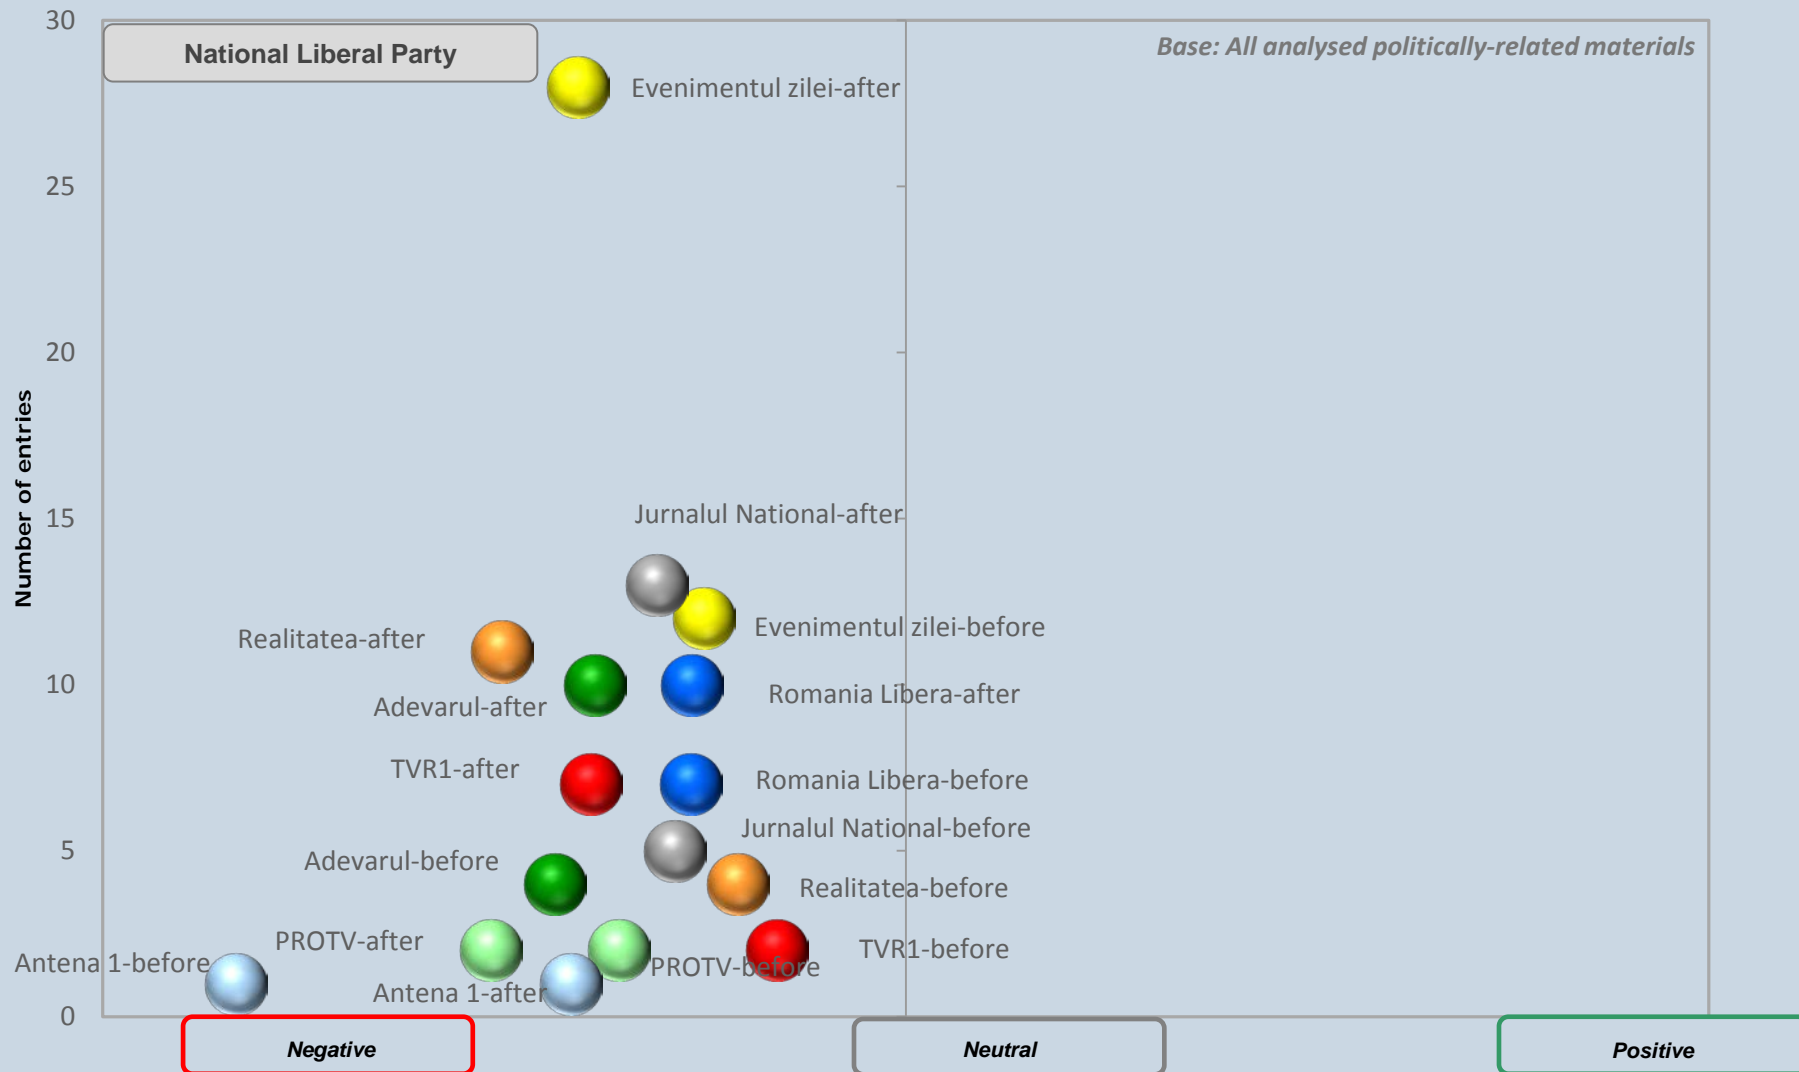 30
National Liberal Party
Base: All analysed politically-related materials
Evenimentul zilei-after
25
20
Number of entries
15
Jurnalul National-after
Evenimentul zilei-before
Realitatea-after
10
Romania Libera-after
Adevarul-after
TVR1-after
Romania Libera-before
Jurnalul National-before
5
Adevarul-before
Realitatea-before
PROTV-after
TVR1-before
Antena 1-before
PROTV-before
Antena 1-after
0
Negative
Neutral
Positive